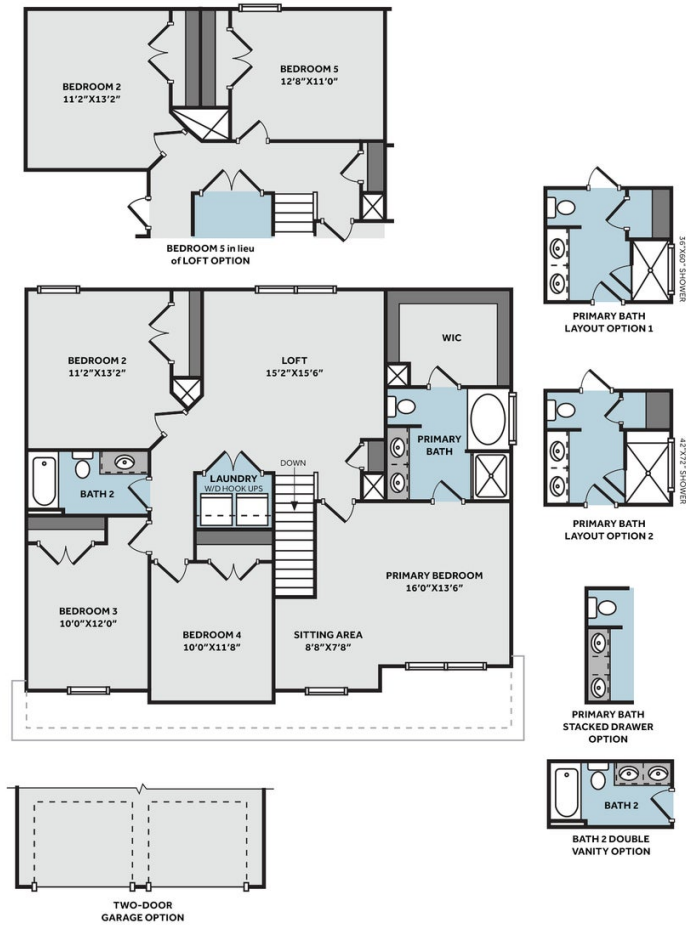 BEDROOM 2
11'2"X13'2"
BEDROOM 5
12'8"X11'0"
BEDROOM 5 in lieu
of LOFT OPTION
36"X60" SHOWER
PRIMARY BATH
LAYOUT OPTION 1
BEDROOM 2
11'2"X13'2"
LOFT
15'2"X15'6"
WIC
PRIMARY
BATH
BATH 2
LAUNDRY
W/D HOOK UPS
DOWN
42"X72" SHOWER
PRIMARY BATH
LAYOUT OPTION 2
BEDROOM 3
10'0"X12'0"
BEDROOM 4
10'0"X11'8"
SITTING AREA
8'8"X7'8"
PRIMARY BEDROOM
16'0"X13'6"
PRIMARY BATH
STACKED DRAWER
OPTION
BATH 2
BATH 2 DOUBLE
VANITY OPTION
TWO-DOOR
GARAGE OPTION